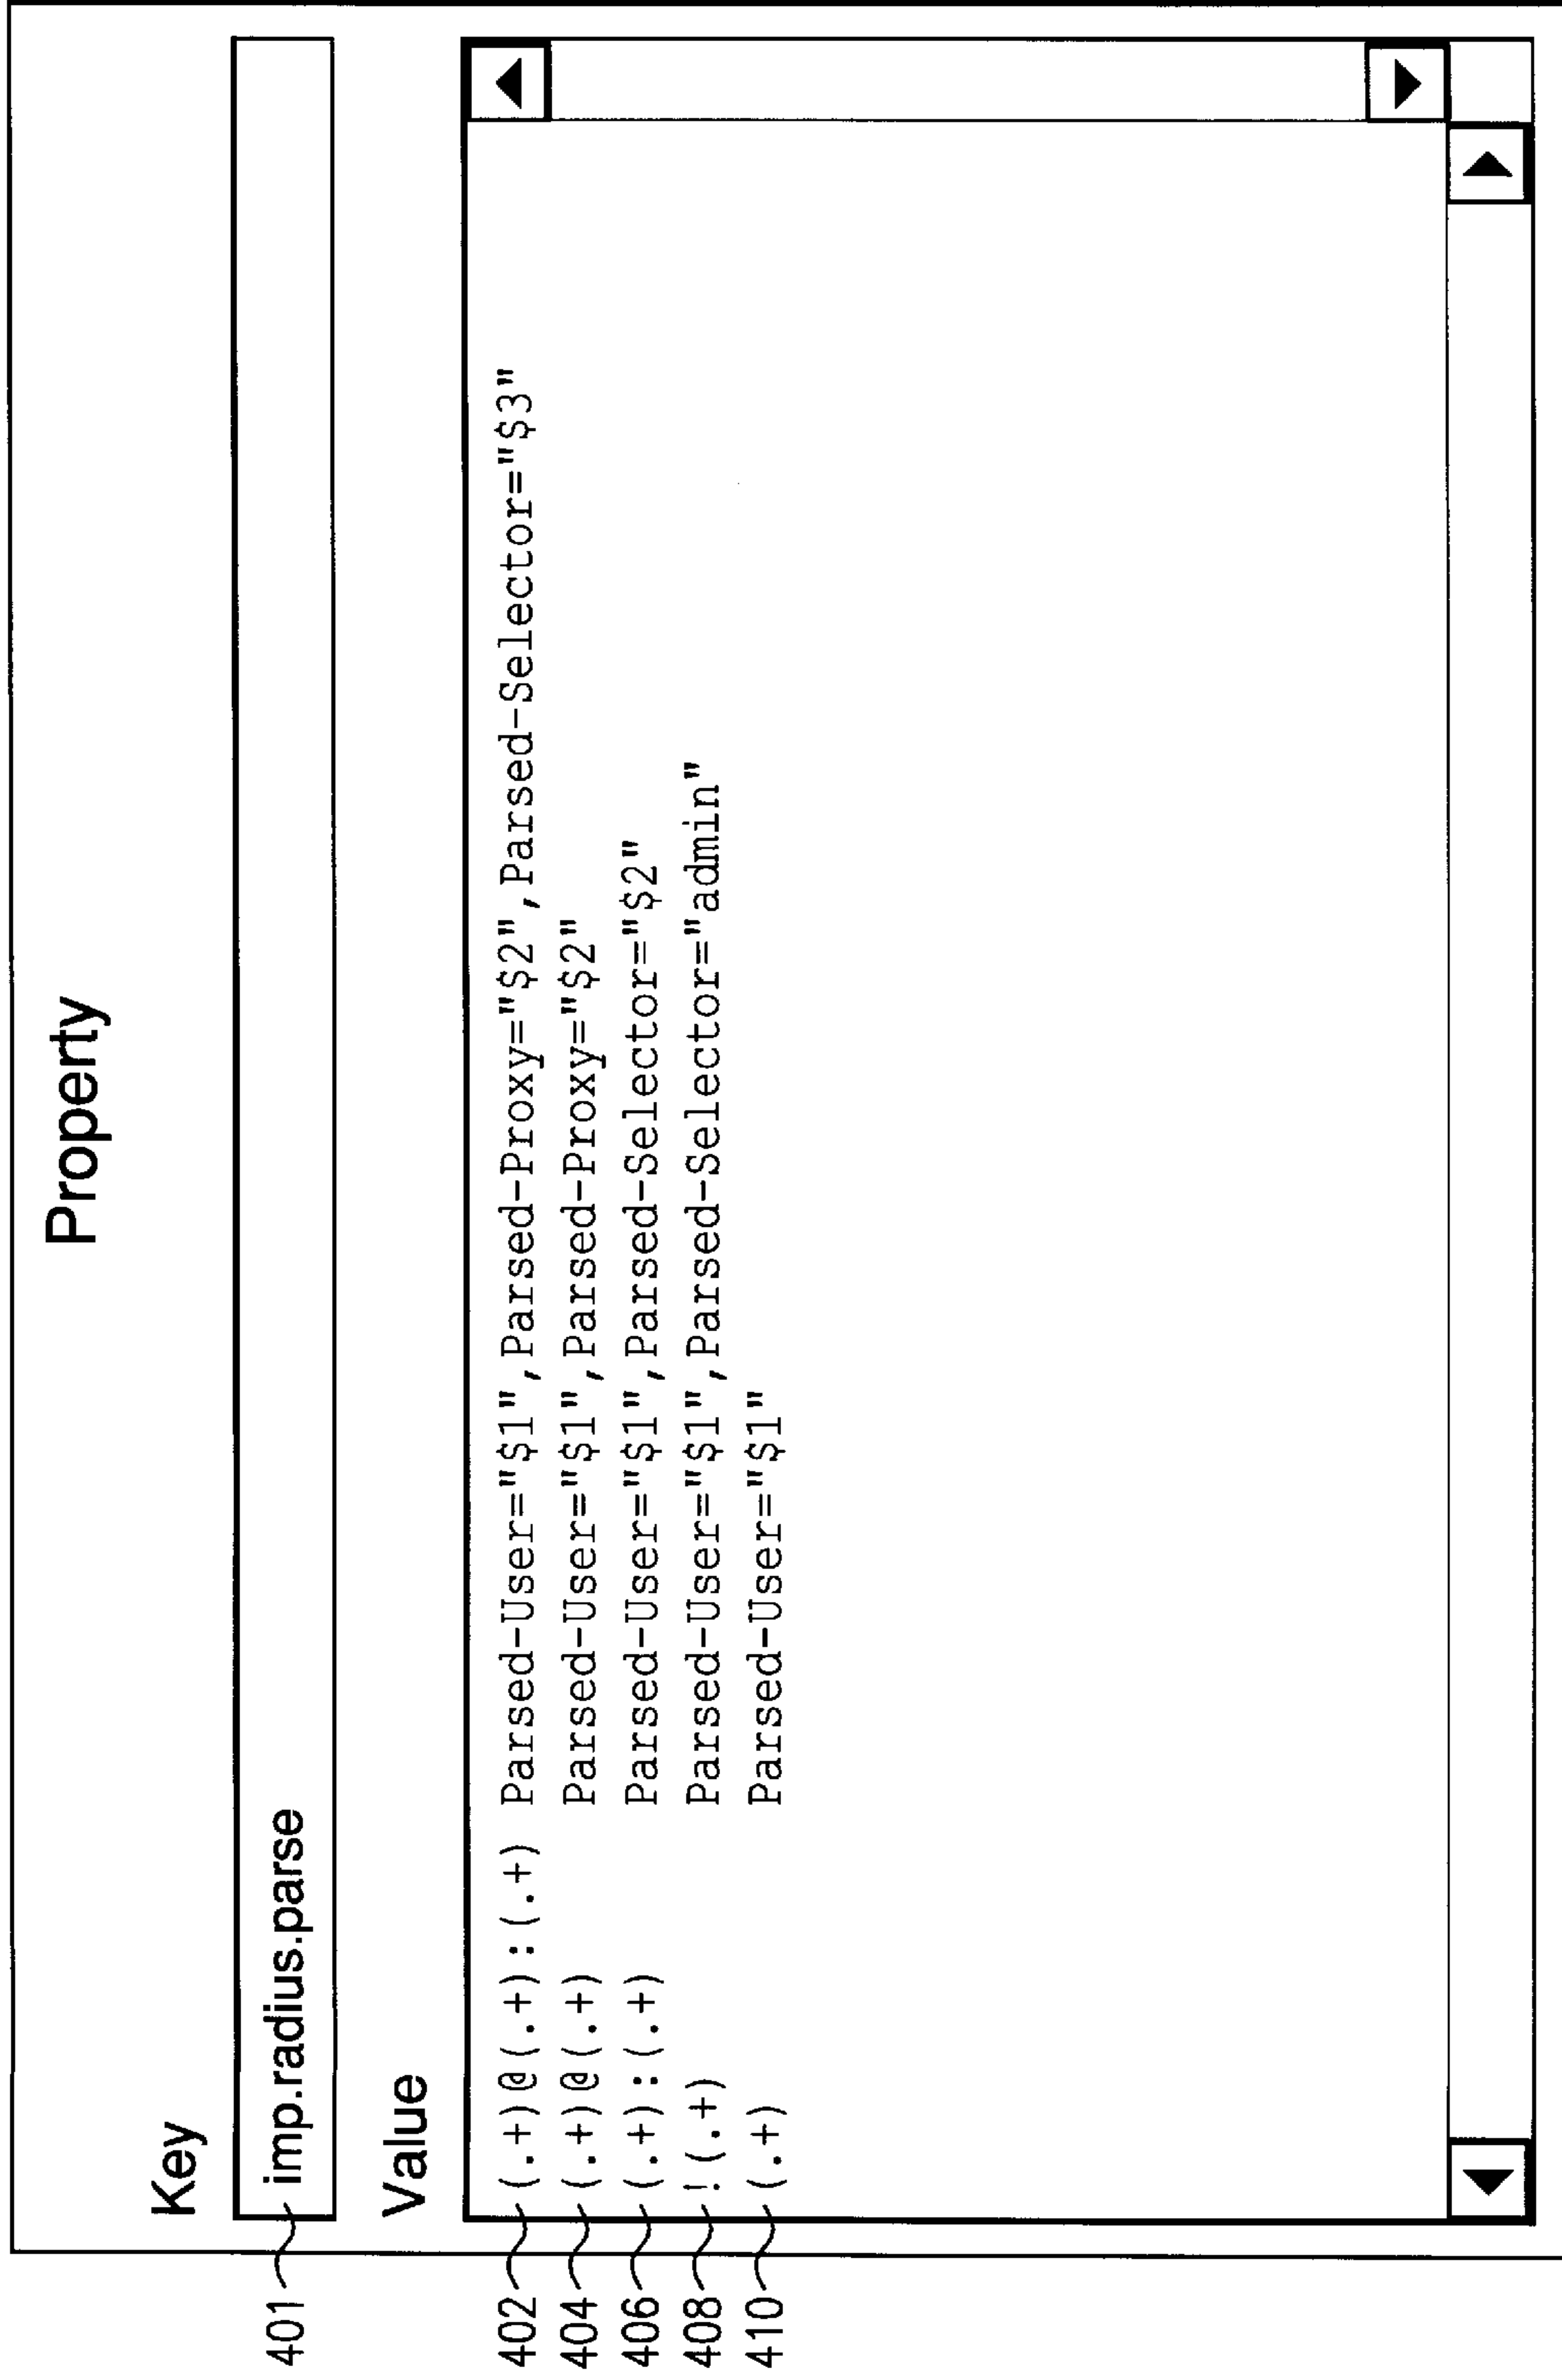 Property
Key
401 imp.radius.parse
Value
402 (.+)@(.+):(.+) Parsed-User="$1",Parsed-Proxy="$2",Parsed-Selector="$3"
404 (.+)@(.+) Parsed-User="$1",Parsed-Proxy="$2"
406 (.+):(.+) Parsed-User="$1",Parsed-Selector="$2"
408 !(.+) Parsed-User="$1",Parsed-Selector="admin"
410 (.+) Parsed-User="$1"